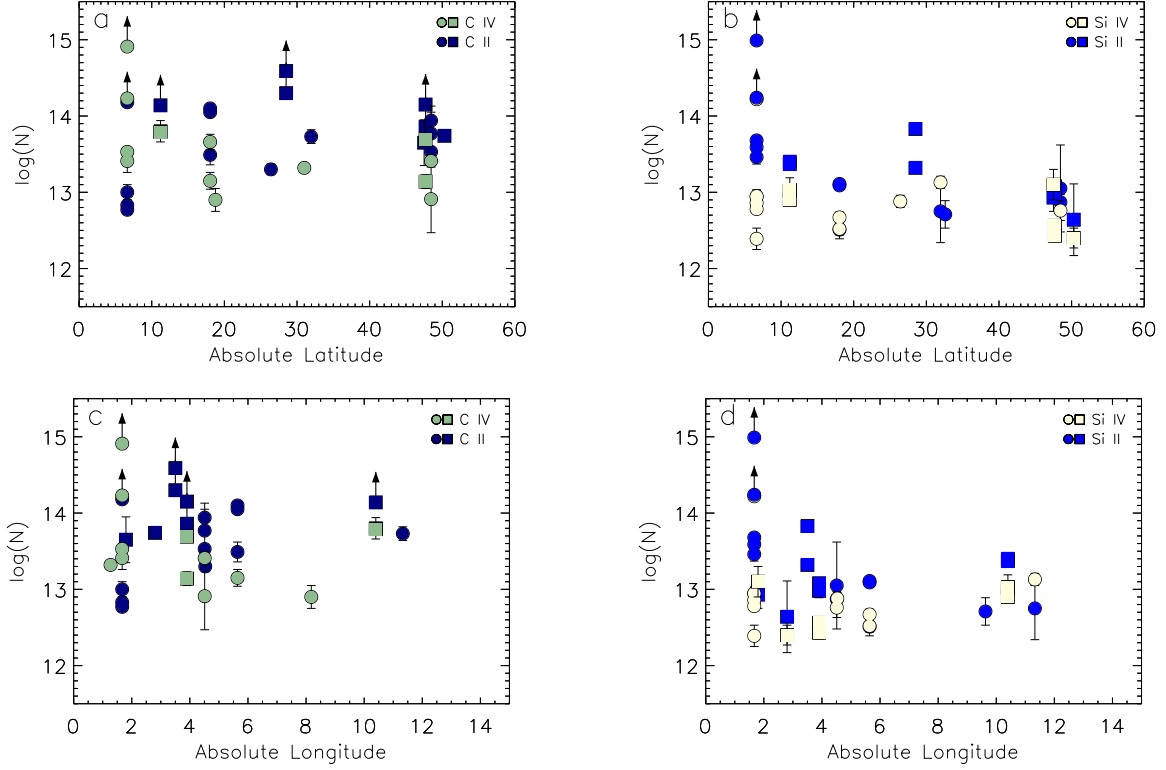 a
C IV
C II
15
14
13
12
log(N)
0 10 20 30 40 50 60
Absolute Latitude
b
Si IV
Si II
15
14
13
12
log(N)
0 10 20 30 40 50 60
Absolute Latitude
c
C IV
C II
15
14
13
12
log(N)
0 2 4 6 8 10 12 14
Absolute Longitude
d
Si IV
Si II
15
14
13
12
log(N)
0 2 4 6 8 10 12 14
Absolute Longitude